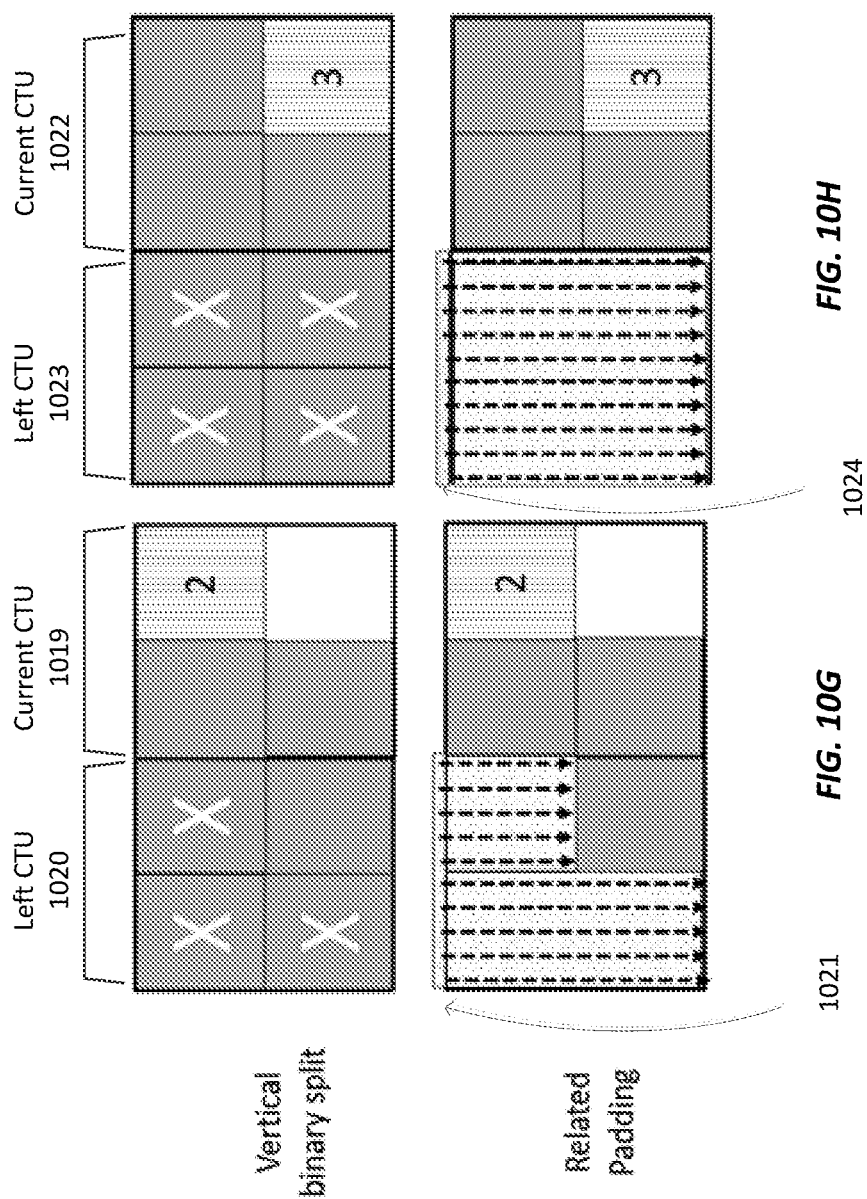 Left CTU
1020
Current CTU
1019
Left CTU
1023
Current CTU
1022
Vertical
binary split
X X 2
X
X X
X X 3
Related
Padding
2
3
1021
FIG. 10G
1024
FIG. 10H